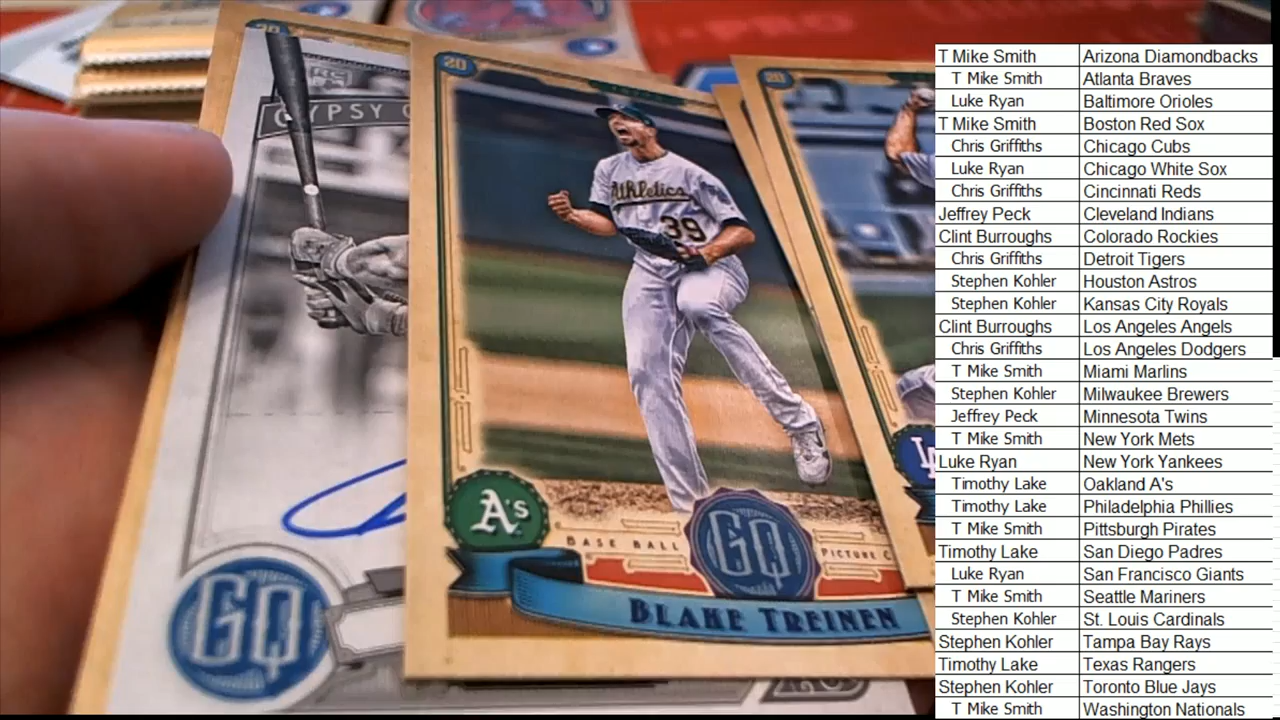 20
RC
GYPSY
20
Athletics
39
A's
BASE BALL
GQ
PICTURE C
BLAKE TREINEN
GQ
20
LA
T Mike Smith Arizona Diamondbacks
T Mike Smith Atlanta Braves
Luke Ryan Baltimore Orioles
T Mike Smith Boston Red Sox
Chris Griffiths Chicago Cubs
Luke Ryan Chicago White Sox
Chris Griffiths Cincinnati Reds
Jeffrey Peck Cleveland Indians
Clint Burroughs Colorado Rockies
Chris Griffiths Detroit Tigers
Stephen Kohler Houston Astros
Stephen Kohler Kansas City Royals
Clint Burroughs Los Angeles Angels
Chris Griffiths Los Angeles Dodgers
T Mike Smith Miami Marlins
Stephen Kohler Milwaukee Brewers
Jeffrey Peck Minnesota Twins
T Mike Smith New York Mets
Luke Ryan New York Yankees
Timothy Lake Oakland A's
Timothy Lake Philadelphia Phillies
T Mike Smith Pittsburgh Pirates
Timothy Lake San Diego Padres
Luke Ryan San Francisco Giants
T Mike Smith Seattle Mariners
Stephen Kohler St. Louis Cardinals
Stephen Kohler Tampa Bay Rays
Timothy Lake Texas Rangers
Stephen Kohler Toronto Blue Jays
T Mike Smith Washington Nationals